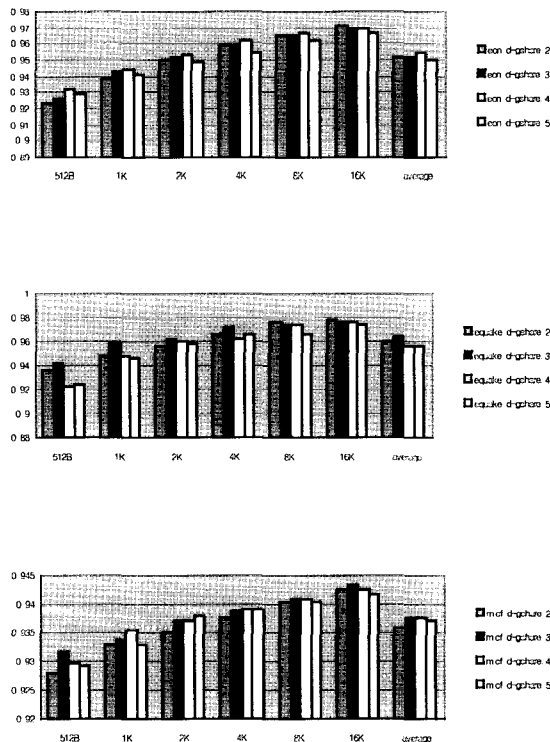 0.98
0.97
0.96
0.95
0.94
0.93
0.92
0.91
0.9
0.89
512B 1K 2K 4K 8K 16K average
eon d-gshare 2
eon d-gshare 3
eon d-gshare 4
eon d-gshare 5
1
0.98
0.96
0.94
0.92
0.9
0.88
512B 1K 2K 4K 8K 16K average
equake d-gshare 2
equake d-gshare 3
equake d-gshare 4
equake d-gshare 5
0.945
0.94
0.935
0.93
0.925
0.92
512B 1K 2K 4K 8K 16K average
mcf d-gshare 2
mcf d-gshare 3
mcf d-gshare 4
mcf d-gshare 5